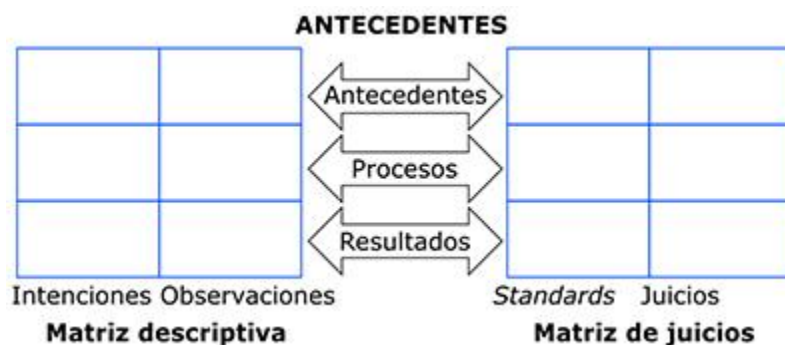 ANTECEDENTES
Antecedentes
Procesos
Resultados
Intenciones Observaciones
Standards Juicios
Matriz descriptiva
Matriz de juicios